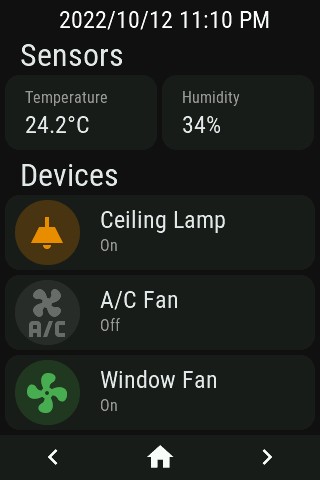 2022/10/12 11:10 PM
Sensors
Temperature
24.2°C
Humidity
34%
Devices
Ceiling Lamp
On
A/C Fan
Off
A/C
Window Fan
On